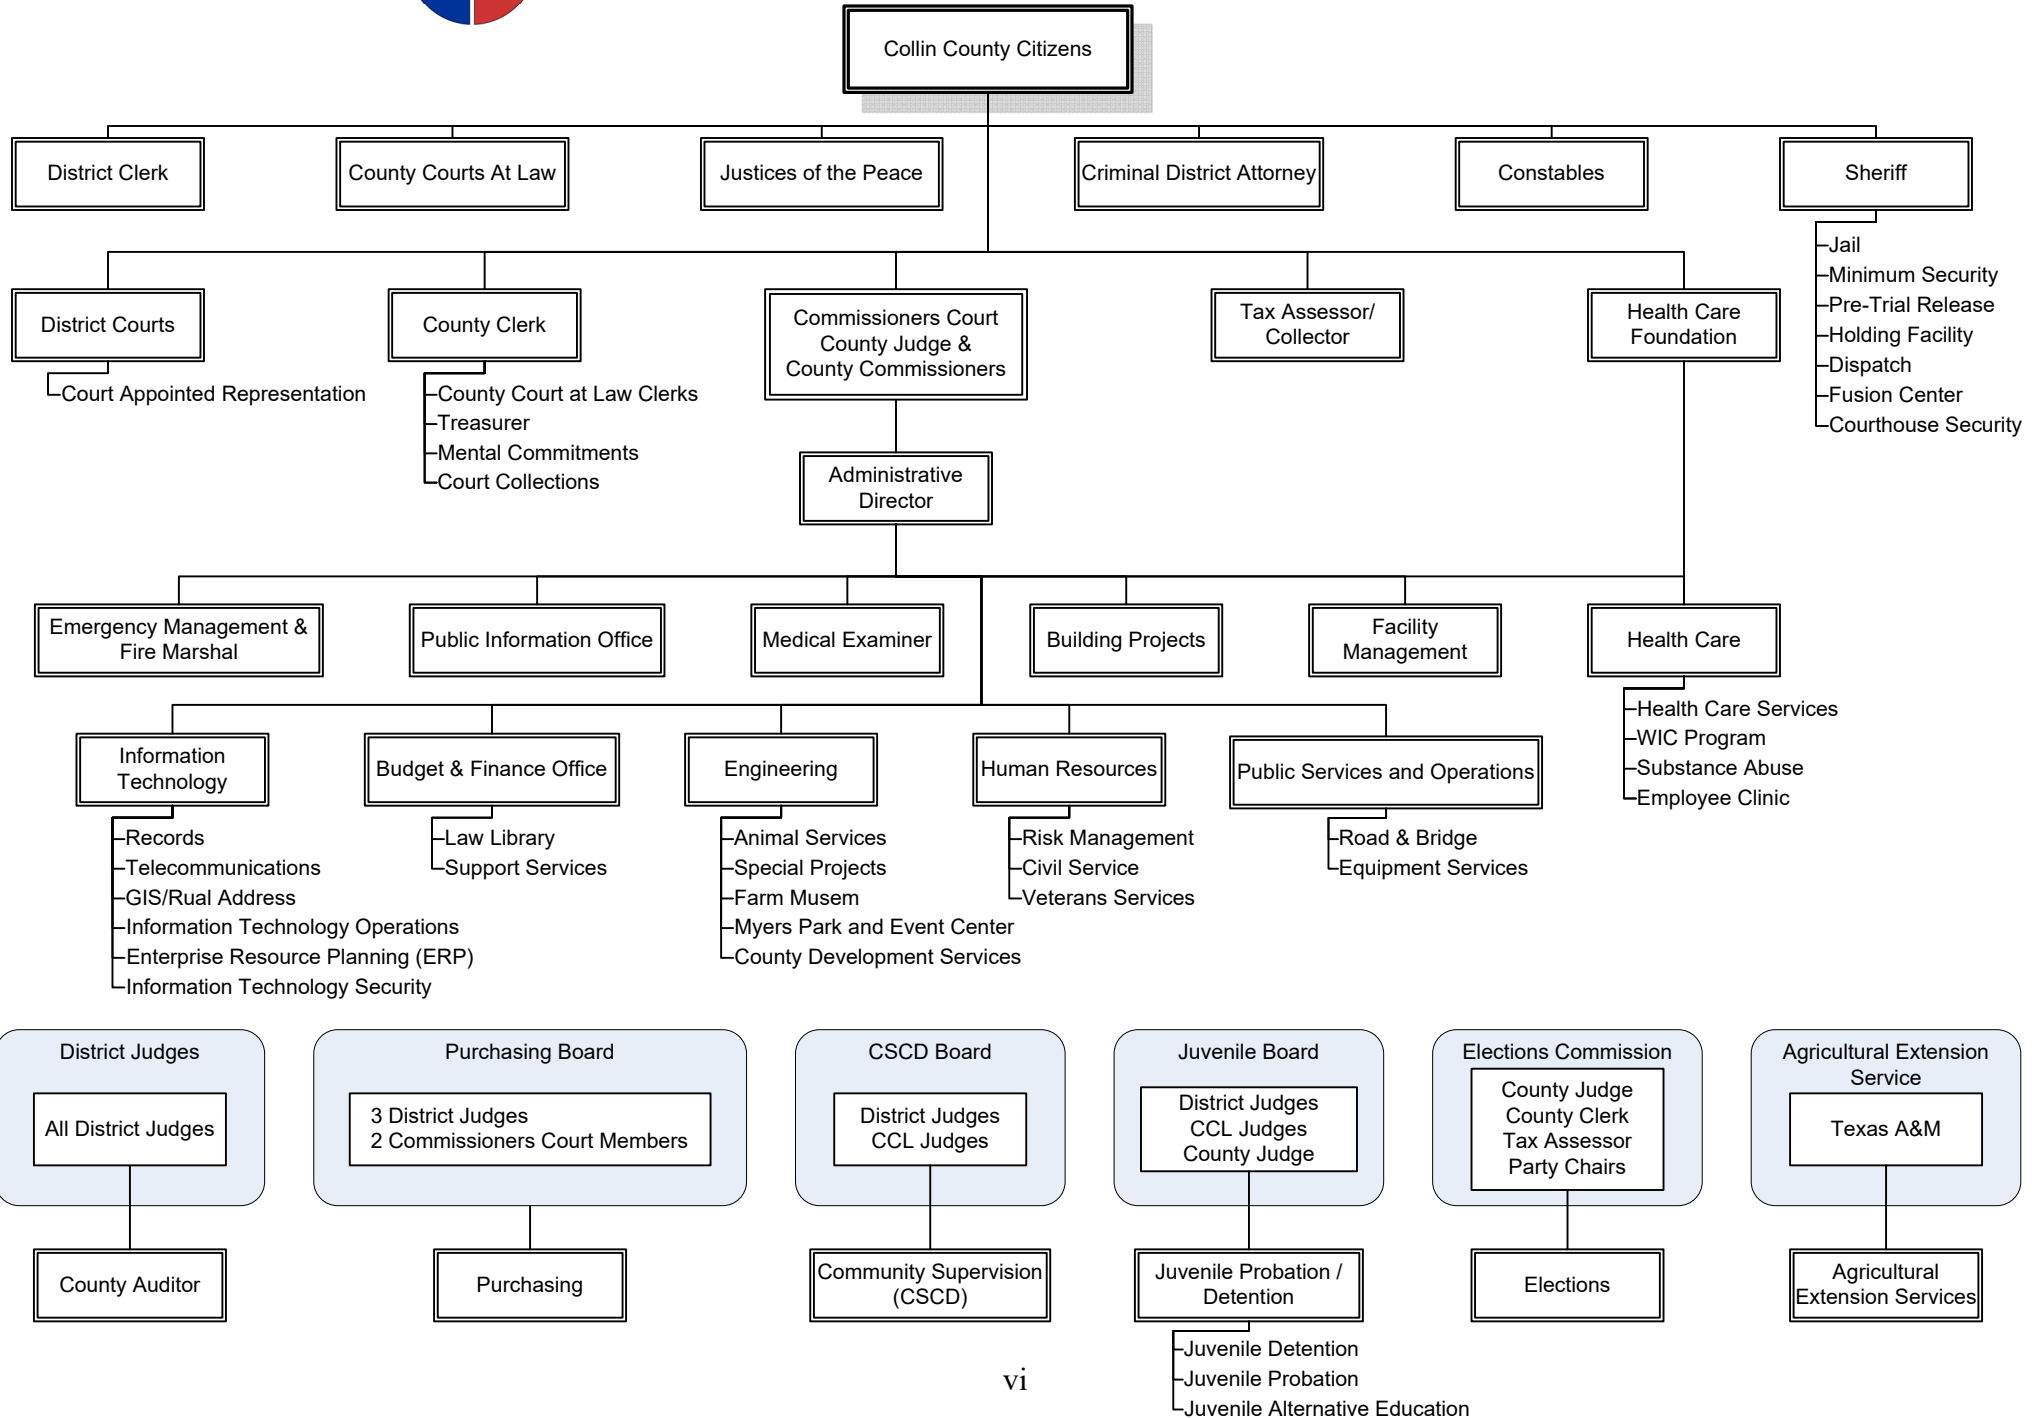 Collin County Citizens
District Clerk
County Courts At Law
Justices of the Peace
Criminal District Attorney
Constables
Sheriff
Jail
Minimum Security
Pre-Trial Release
Holding Facility
Dispatch
Fusion Center
Courthouse Security
District Courts
Court Appointed Representation
County Clerk
County Court at Law Clerks
Treasurer
Mental Commitments
Court Collections
Commissioners Court
County Judge &
County Commissioners
Tax Assessor/
Collector
Health Care
Foundation
Administrative
Director
Emergency Management &
Fire Marshal
Public Information Office
Medical Examiner
Building Projects
Facility
Management
Health Care
Health Care Services
WIC Program
Substance Abuse
Employee Clinic
Information
Technology
Records
Telecommunications
GIS/Rual Address
Information Technology Operations
Enterprise Resource Planning (ERP)
Information Technology Security
Budget & Finance Office
Law Library
Support Services
Engineering
Animal Services
Special Projects
Farm Musem
Myers Park and Event Center
County Development Services
Human Resources
Risk Management
Civil Service
Veterans Services
Public Services and Operations
Road & Bridge
Equipment Services
District Judges
All District Judges
County Auditor
Purchasing Board
3 District Judges
2 Commissioners Court Members
Purchasing
CSCD Board
District Judges
CCL Judges
Community Supervision
(CSCD)
Juvenile Board
District Judges
CCL Judges
County Judge
Juvenile Probation /
Detention
Juvenile Detention
Juvenile Probation
Juvenile Alternative Education
Elections Commission
County Judge
County Clerk
Tax Assessor
Party Chairs
Elections
Agricultural Extension
Service
Texas A&M
Agricultural
Extension Services
vi